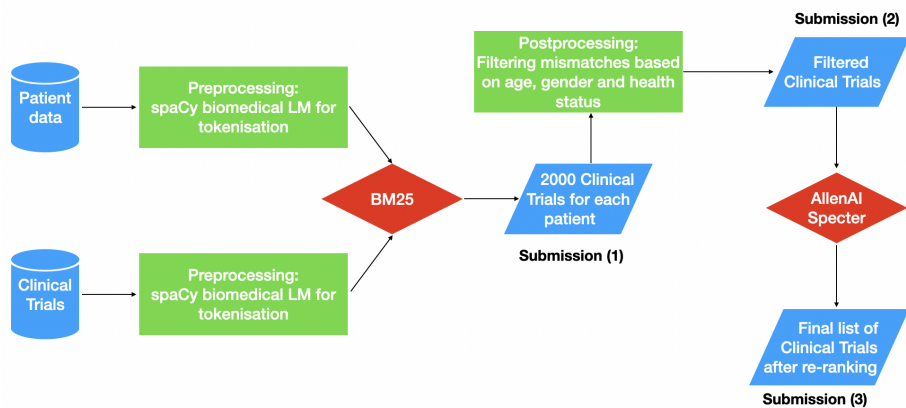 Patient
data
Preprocessing:
spaCy biomedical LM for
tokenisation
Clinical
Trials
Preprocessing:
spaCy biomedical LM for
tokenisation
BM25
2000 Clinical
Trials for each
patient
Submission (1)
Postprocessing:
Filtering mismatches based
on age, gender and health
status
Submission (2)
Filtered
Clinical Trials
AllenAI
Specter
Final list of
Clinical Trials
after re-ranking
Submission (3)